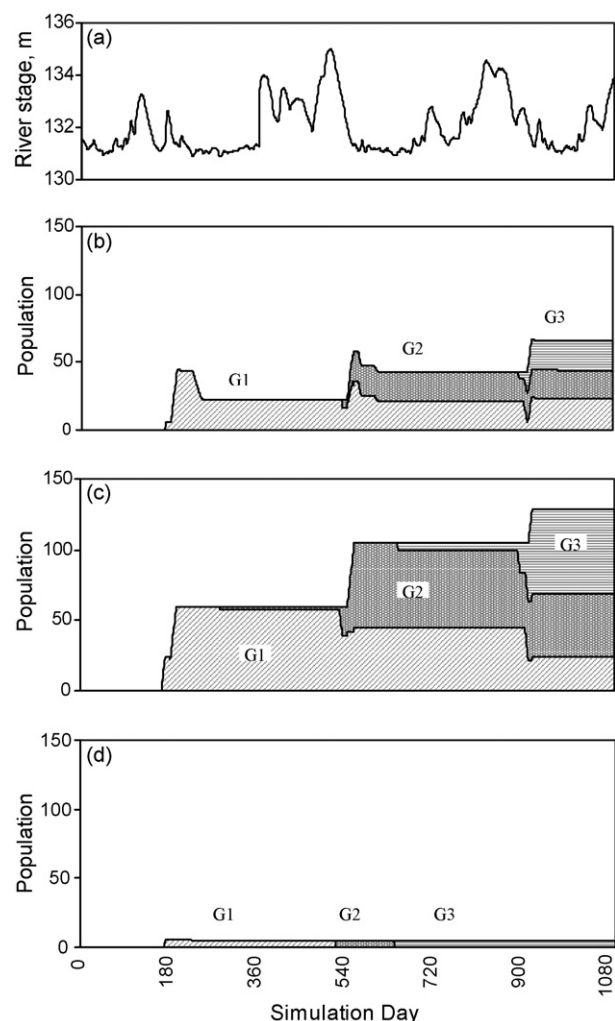 (a)
River stage, m
136
134
132
130
(b)
Population
150
100
50
0
G1
G2
G3
(c)
Population
150
100
50
0
G1
G2
G3
(d)
Population
150
100
50
0
G1
G2
G3
0
180
360
540
720
900
1080
Simulation Day